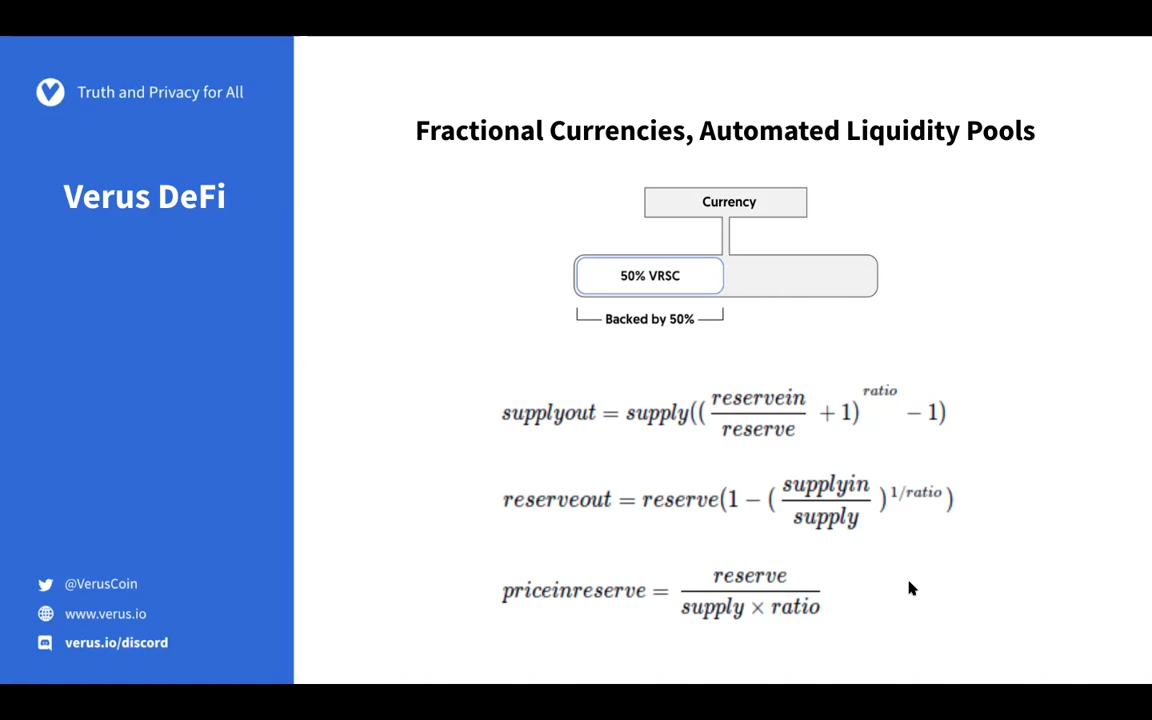 Truth and Privacy for All
Verus DeFi
@VerusCoin
www.verus.io
verus.io/discord
Fractional Currencies, Automated Liquidity Pools
Currency
50% VRSC
Backed by 50%
supplyout = supply((reservein/reserve + 1)^ratio − 1)
reserveout = reserve(1 − (supplyin/supply)^1/ratio)
priceinreserve = reserve/supply × ratio